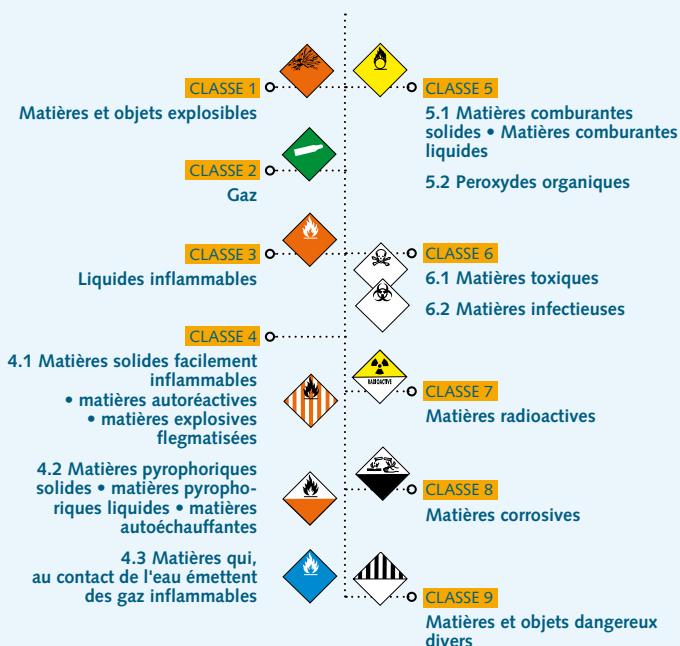 CLASSE 1
Matières et objets explosibles
CLASSE 2
Gaz
CLASSE 3
Liquides inflammables
CLASSE 4
4.1 Matières solides facilement
inflammables
• matières autoréactives
• matières explosives
flegmatisées
4.2 Matières pyrophoriques
solides • matières pyropho-
riques liquides • matières
autoéchauffantes
4.3 Matières qui,
au contact de l'eau émettent
des gaz inflammables
CLASSE 5
5.1 Matières comburantes
solides • Matières comburantes
liquides
5.2 Peroxydes organiques
CLASSE 6
6.1 Matières toxiques
6.2 Matières infectieuses
RADIOACTIVE
CLASSE 7
Matières radioactives
CLASSE 8
Matières corrosives
CLASSE 9
Matières et objets dangereux
divers